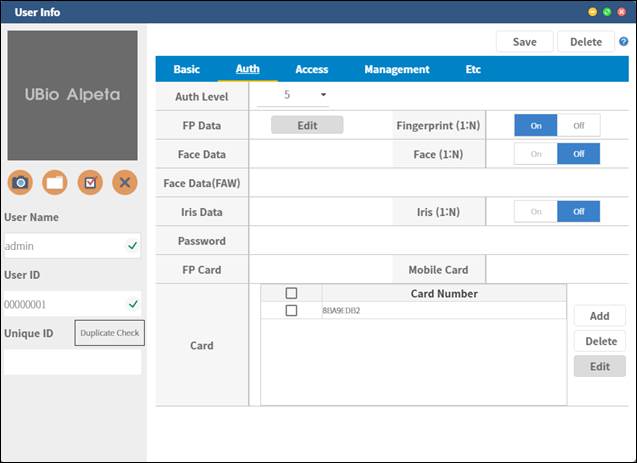 User Info
Save Delete ?
UBio Alpeta
Basic Auth Access Management Etc
Auth Level 5
FP Data Edit Fingerprint (1:N) On Off
Face Data Face (1:N) On Off
Face Data(FAW)
User Name
admin
Iris Data Iris (1:N) On Off
Password
User ID
00000001
FP Card Mobile Card
Unique ID Duplicate Check
Card
Card Number
8BA9EDB2
Add
Delete
Edit